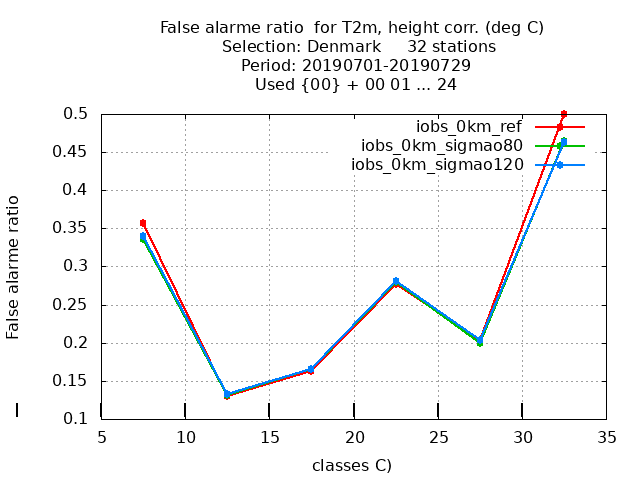 False alarme ratio  for T2m, height corr. (deg C)
Selection: Denmark     32 stations
Period: 20190701-20190729
Used {00} + 00 01 ... 24
iobs_0km_ref
iobs_0km_sigmao80
iobs_0km_sigmao120
False alarme ratio
0.5
0.45
0.4
0.35
0.3
0.25
0.2
0.15
0.1
5 10 15 20 25 30 35
classes C)